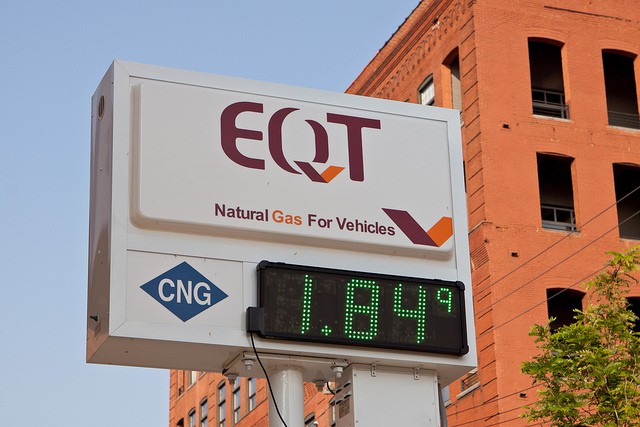 EQT
Natural Gas For Vehicles
CNG
1.84⁹